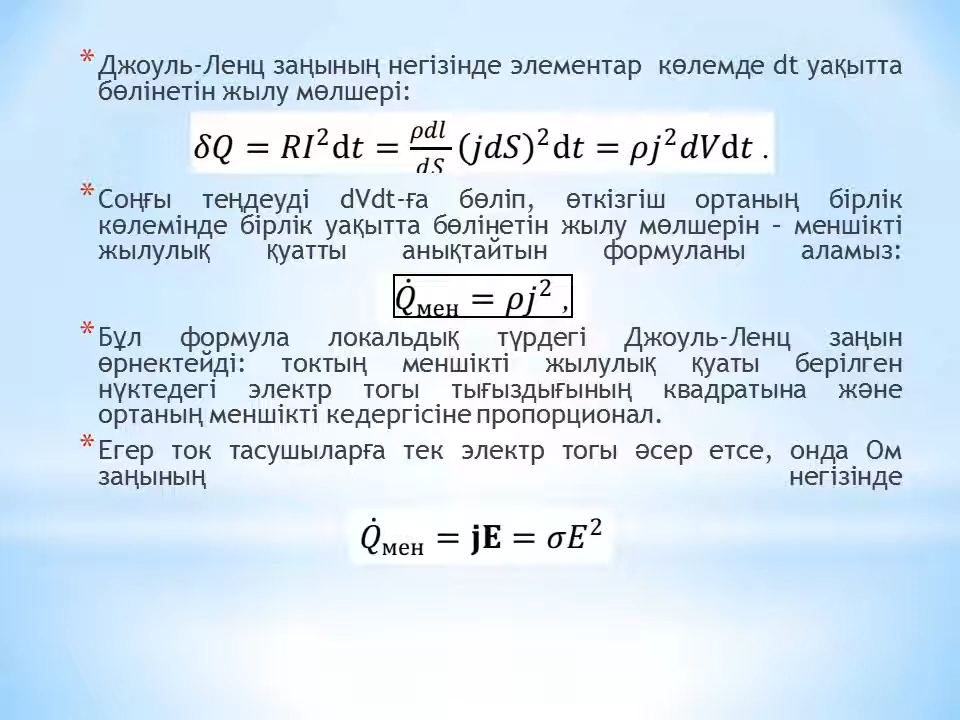 * Джоуль-Ленц заңының негізінде элементар көлемде dt уақытта
бөлінетін жылу мөлшері:
δQ = RI²dt = ρdl/dS (jdS)²dt = ρj²dVdt .
* Соңғы теңдеуді dVdt-ға бөліп, өткізгіш ортаның бірлік
көлемінде бірлік уақытта бөлінетін жылу мөлшерін – меншікті
жылулық қуатты анықтайтын формуланы аламыз:
Q̇мен = ρj² ,
* Бұл формула локальдық түрдегі Джоуль-Ленц заңын
өрнектейді: токтың меншікті жылулық қуаты берілген
нүктедегі электр тогы тығыздығының квадратына және
ортаның меншікті кедергісіне пропорционал.
* Егер ток тасушыларға тек электр тогы әсер етсе, онда Ом
заңының негізінде
Q̇мен = jE = σE²